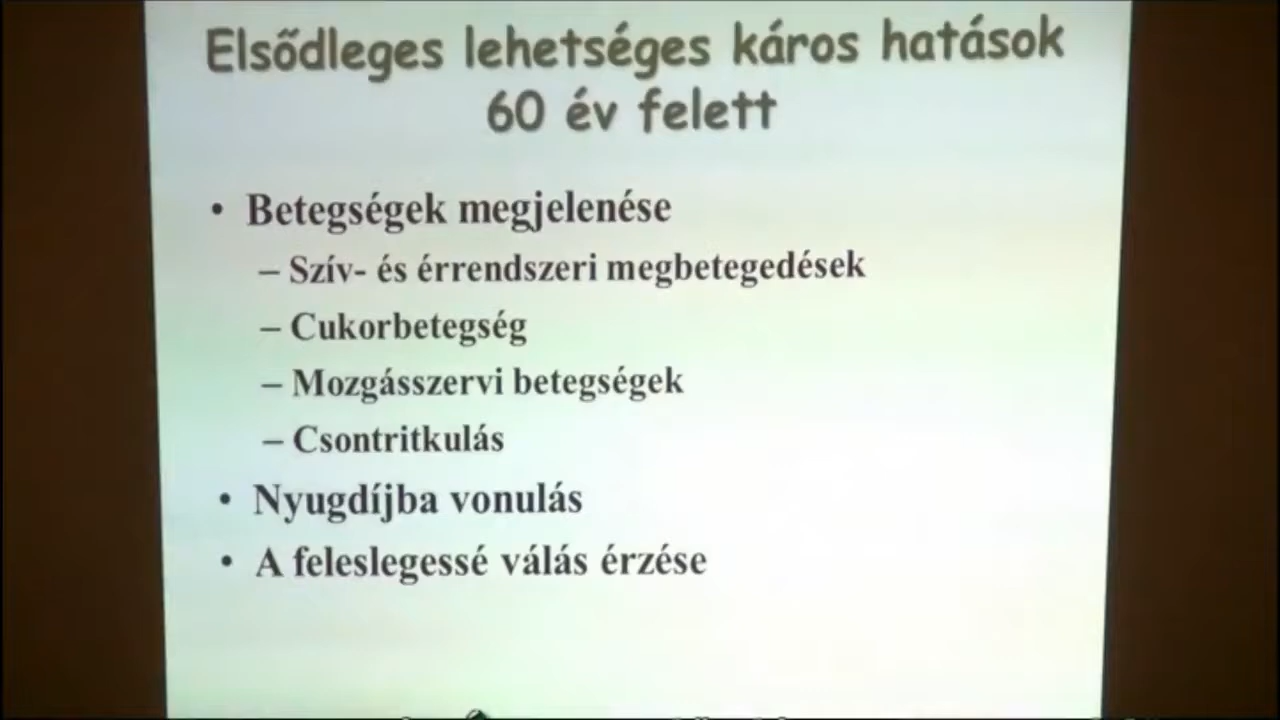 Elsődleges lehetséges káros hatások
60 év felett
• Betegségek megjelenése
– Szív- és érrendszeri megbetegedések
– Cukorbetegség
– Mozgásszervi betegségek
– Csontritkulás
• Nyugdíjba vonulás
• A feleslegessé válás érzése